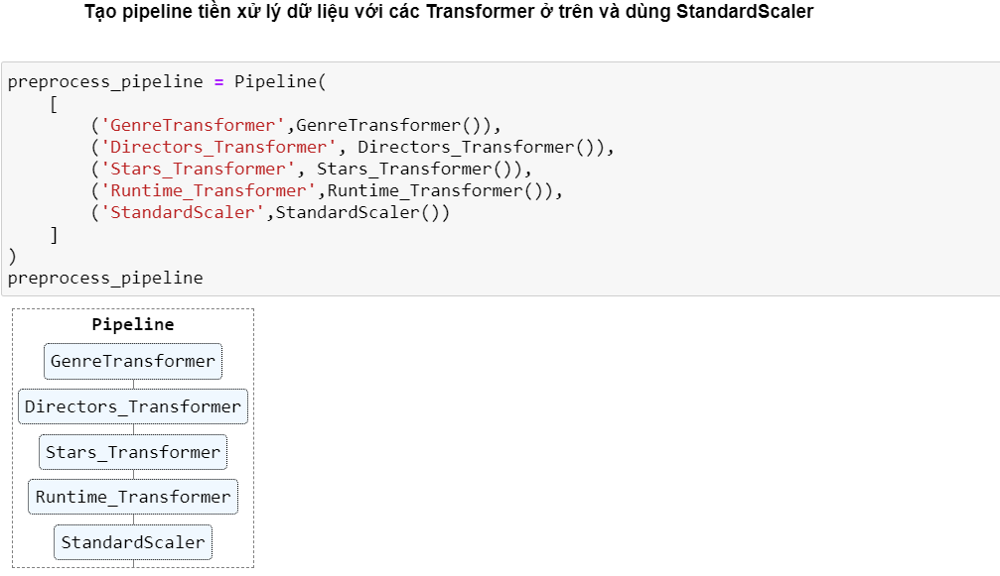 Tạo pipeline tiền xử lý dữ liệu với các Transformer ở trên và dùng StandardScaler
preprocess_pipeline = Pipeline(
    [
        ('GenreTransformer',GenreTransformer()),
        ('Directors_Transformer', Directors_Transformer()),
        ('Stars_Transformer', Stars_Transformer()),
        ('Runtime_Transformer',Runtime_Transformer()),
        ('StandardScaler',StandardScaler())
    ]
)
preprocess_pipeline
Pipeline
GenreTransformer
Directors_Transformer
Stars_Transformer
Runtime_Transformer
StandardScaler